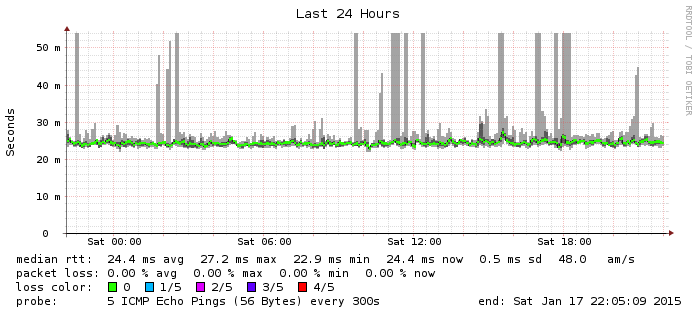 Last 24 Hours
RRDTOOL / TOBI OETIKER
Seconds
50 m
40 m
30 m
20 m
10 m
0
Sat 00:00 Sat 06:00 Sat 12:00 Sat 18:00
median rtt: 24.4 ms avg 27.2 ms max 22.9 ms min 24.4 ms now 0.5 ms sd 48.0 am/s
packet loss: 0.00 % avg 0.00 % max 0.00 % min 0.00 % now
loss color: 0 1/5 2/5 3/5 4/5
probe: 5 ICMP Echo Pings (56 Bytes) every 300s end: Sat Jan 17 22:05:09 2015